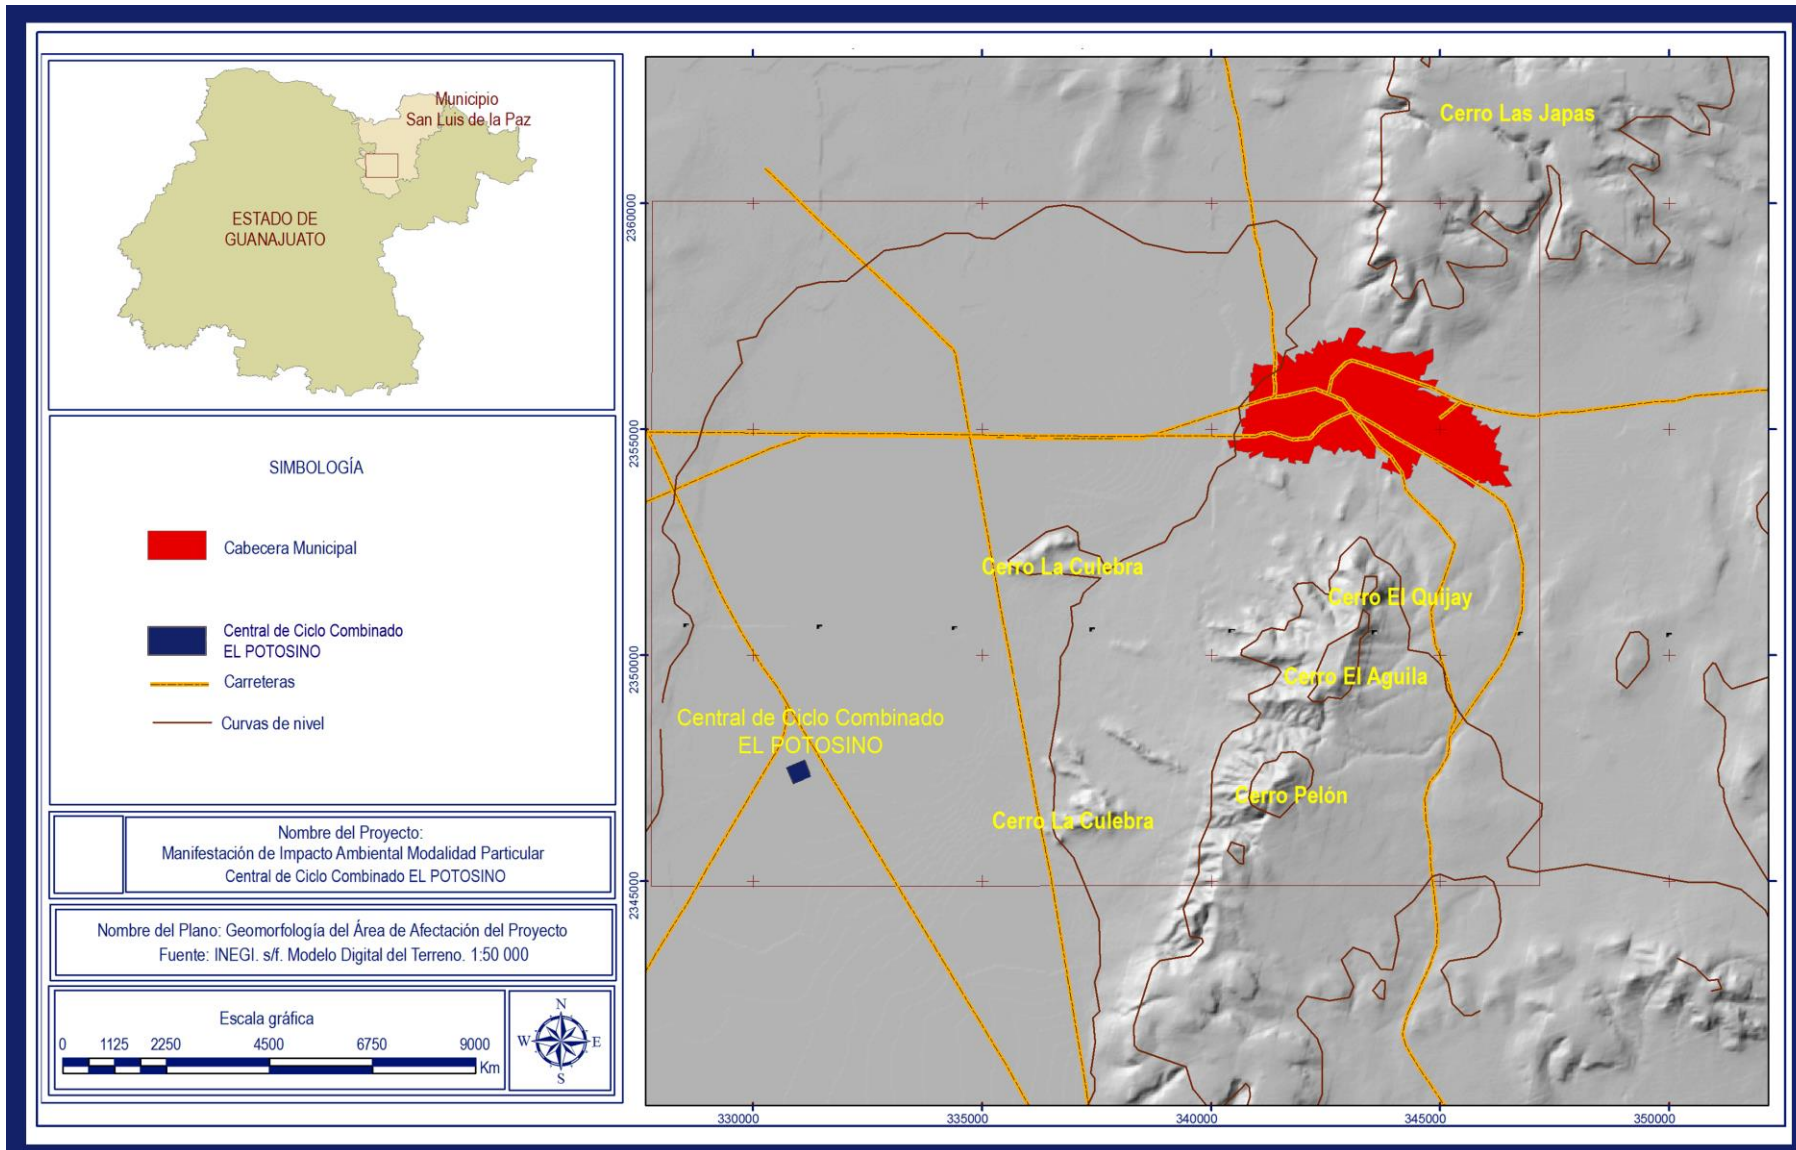 Municipio
San Luis de la Paz
ESTADO DE
GUANAJUATO
SIMBOLOGÍA
Cabecera Municipal
Central de Ciclo Combinado
EL POTOSINO
Carreteras
Curvas de nivel
Nombre del Proyecto:
Manifestación de Impacto Ambiental Modalidad Particular
Central de Ciclo Combinado EL POTOSINO
Nombre del Plano: Geomorfología del Área de Afectación del Proyecto
Fuente: INEGI. s/f. Modelo Digital del Terreno. 1:50 000
Escala gráfica
0 1125 2250 4500 6750 9000
Km
N
W E
S
Cerro Las Japas
Cerro La Culebra
Cerro El Quijay
Cerro El Aguila
Central de Ciclo Combinado
EL POTOSINO
Cerro Pelón
Cerro La Culebra
2360000
2355000
2350000
2345000
330000 335000 340000 345000 350000